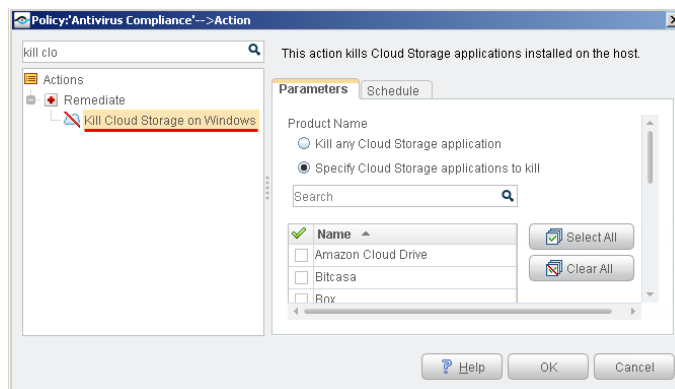 Policy:'Antivirus Compliance'-->Action
kill clo
This action kills Cloud Storage applications installed on the host.
Actions
Remediate
Kill Cloud Storage on Windows
Parameters
Schedule
Product Name
Kill any Cloud Storage application
Specify Cloud Storage applications to kill
Search
Name
Select All
Amazon Cloud Drive
Clear All
Bitcasa
Box
Help
OK
Cancel